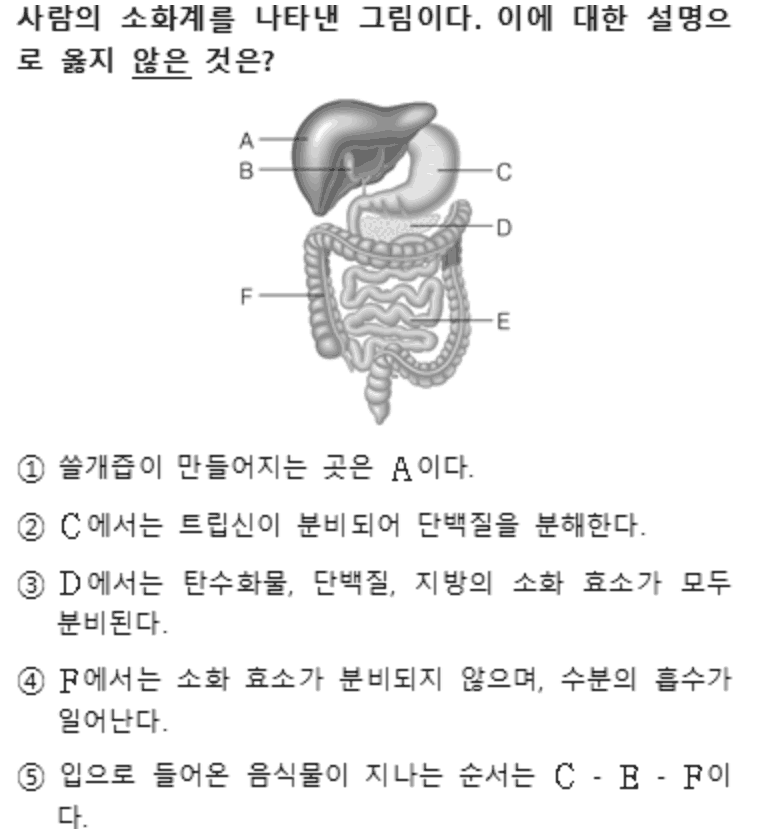 사람의 소화계를 나타낸 그림이다. 이에 대한 설명으
로 옳지 않은 것은?
A
B
C
D
F
E
① 쓸개즙이 만들어지는 곳은 A이다.
② C에서는 트립신이 분비되어 단백질을 분해한다.
③ D에서는 탄수화물, 단백질, 지방의 소화 효소가 모두
분비된다.
④ F에서는 소화 효소가 분비되지 않으며, 수분의 흡수가
일어난다.
⑤ 입으로 들어온 음식물이 지나는 순서는 C - E - F이
다.